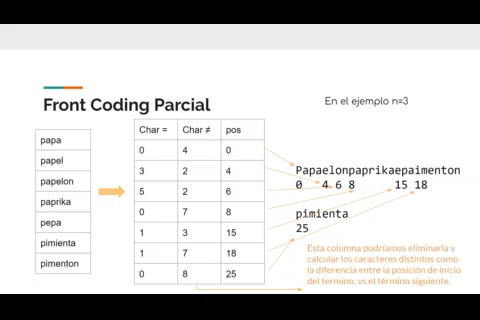 Front Coding Parcial
En el ejemplo n=3
papa
papel
papelon
paprika
pepa
pimienta
pimenton
Char = Char ≠ pos
0 4 0
3 2 4
5 2 6
0 7 8
1 3 15
1 7 18
0 8 25
Papaelonpaprikaepaimenton
0 4 6 8 15 18
pimienta
25
Esta columna podríamos eliminarla y
calcular los caracteres distintos como
la diferencia entre la posición de inicio
del termino, vs el término siguiente.